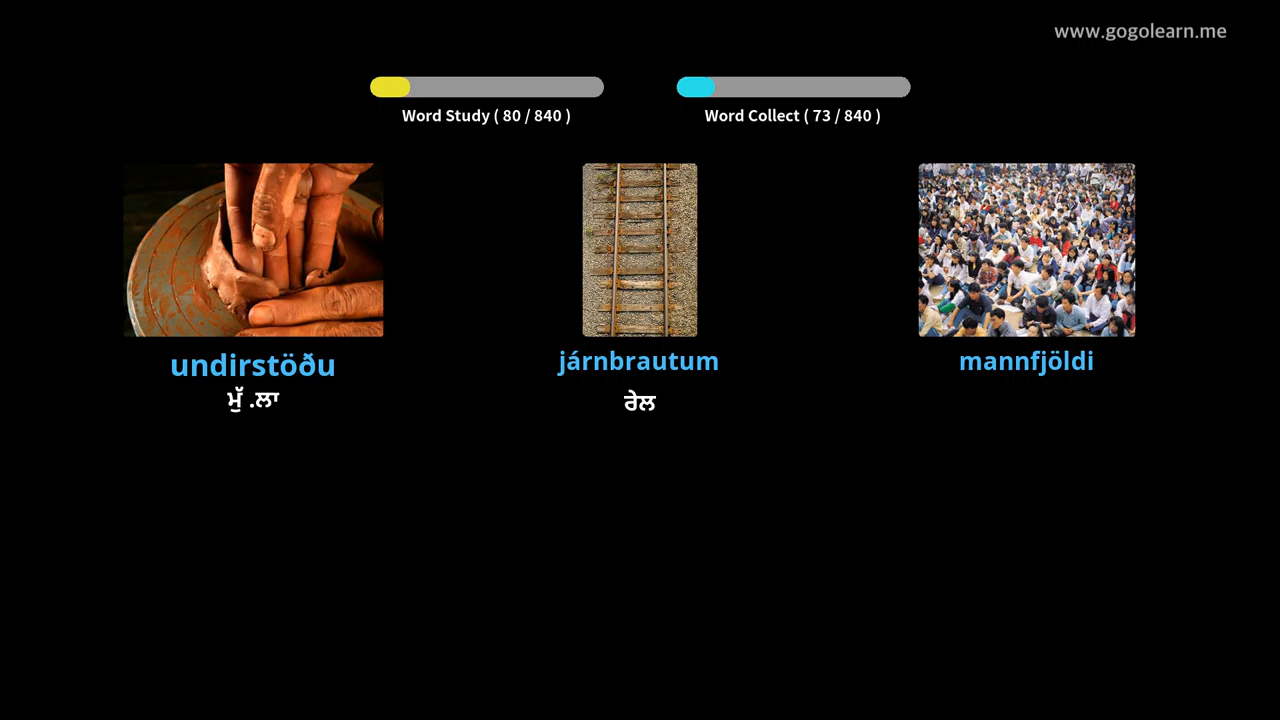 www.gogolearn.me
Word Study ( 80 / 840 )
Word Collect ( 73 / 840 )
undirstöðu
ਮੁੱ .ਲਾ
járnbrautum
ਰੇਲ
mannfjöldi